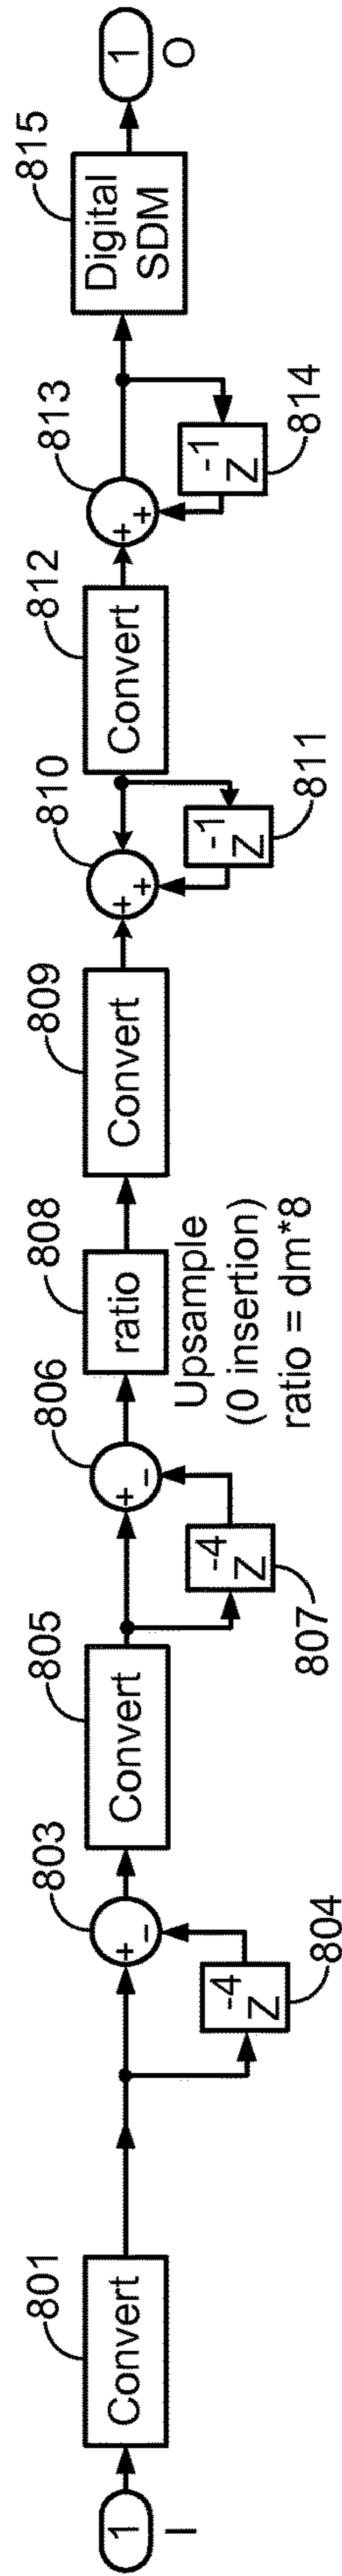 1
I
801
Convert
803
+
−
Z⁻⁴
804
805
Convert
806
+
−
Z⁻⁴
807
808
ratio
Upsample
(0 insertion)
ratio = dm*8
809
Convert
810
+
+
Z⁻¹
811
812
Convert
813
+
+
Z⁻¹
814
815
Digital
SDM
1
O